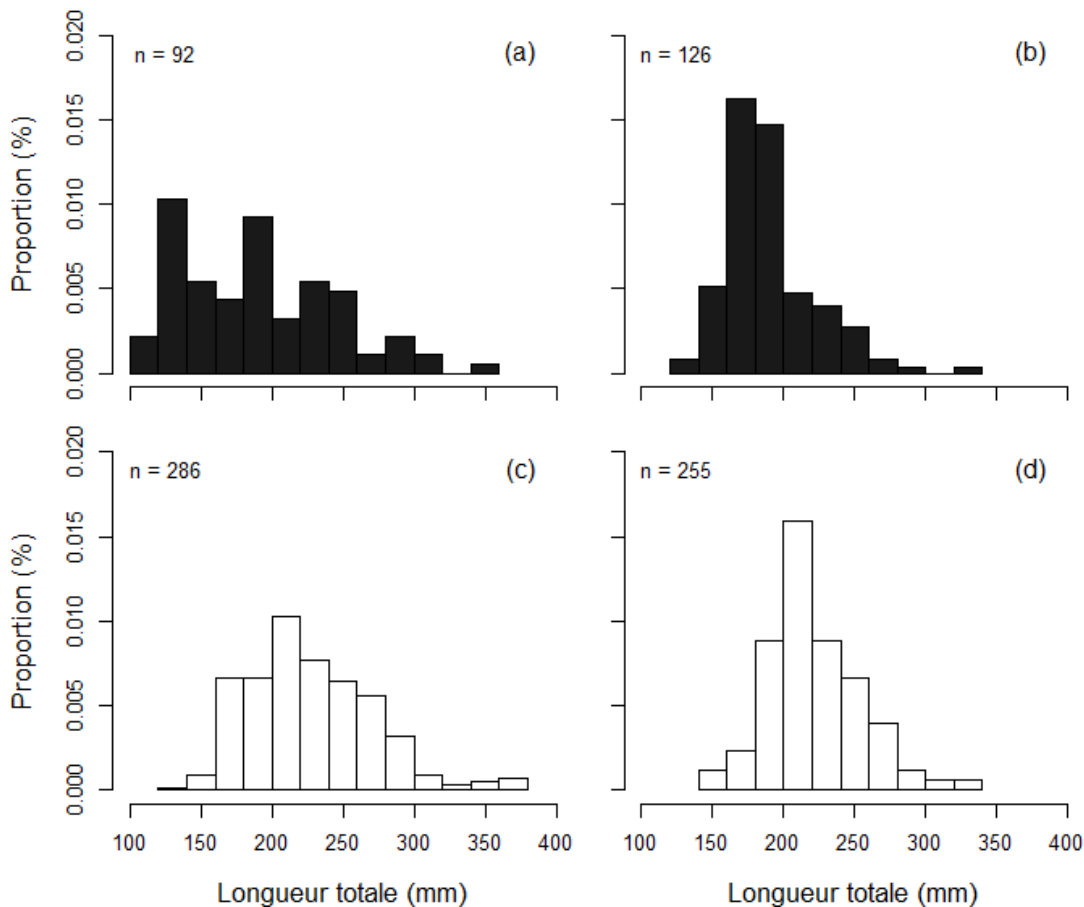 n = 92
(a)
n = 126
(b)
0.020
0.015
0.010
0.005
0.000
Proportion (%)
n = 286
(c)
n = 255
(d)
0.020
0.015
0.010
0.005
0.000
Proportion (%)
100 150 200 250 300 350 400
100 150 200 250 300 350 400
Longueur totale (mm)
Longueur totale (mm)